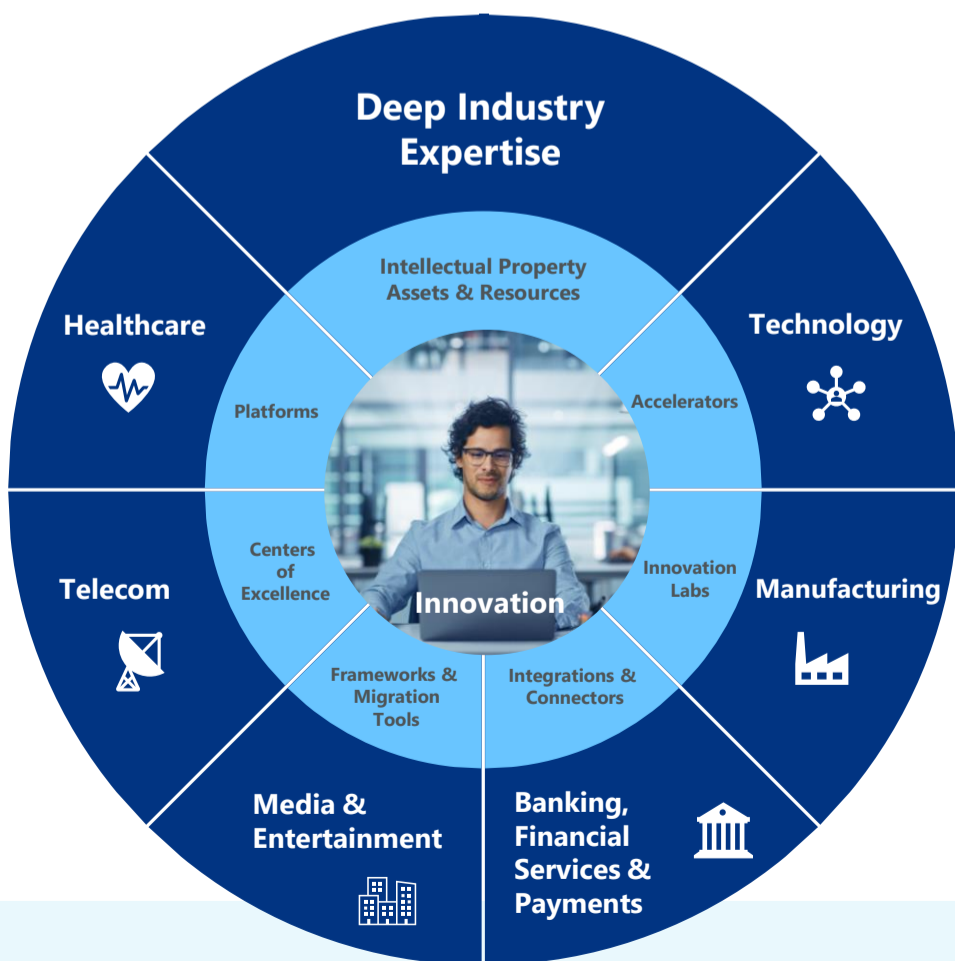 Deep Industry
Expertise
Intellectual Property
Assets & Resources
Healthcare
Technology
Platforms
Accelerators
Centers
of
Excellence
Innovation
Labs
Telecom
Manufacturing
Innovation
Frameworks &
Migration
Tools
Integrations &
Connectors
Media &
Entertainment
Banking,
Financial
Services &
Payments